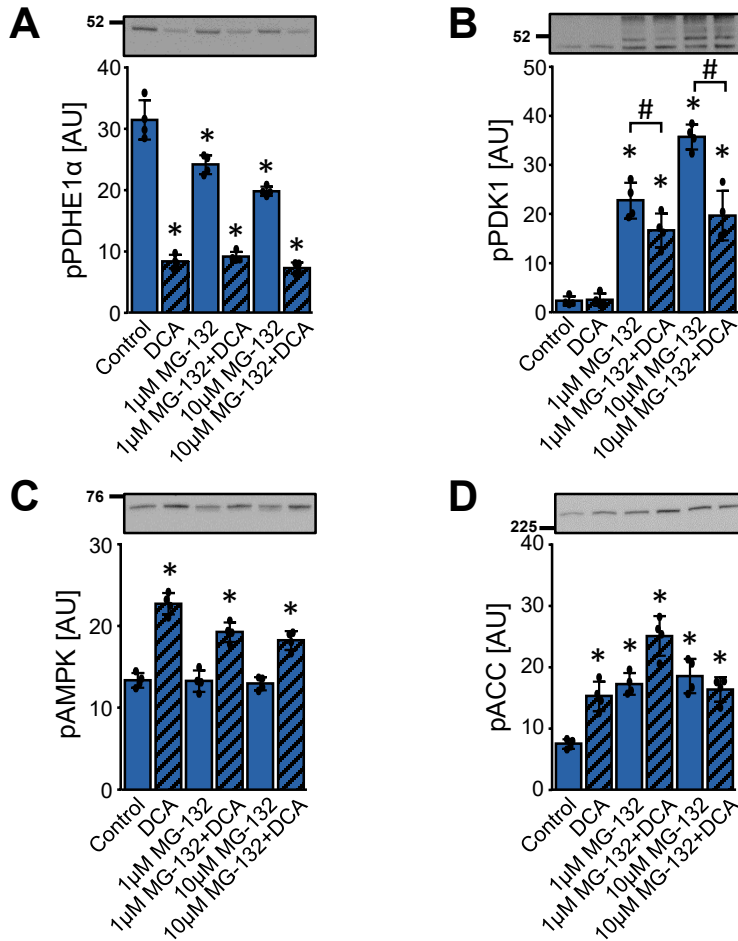 A
52
pPDHE1α [AU]
40
30
20
10
0
*
*
*
*
*
Control
DCA
1µM MG-132
1µM MG-132+DCA
10µM MG-132
10µM MG-132+DCA
B
52
pPDK1 [AU]
50
40
30
20
10
0
#
#
*
*
*
*
Control
DCA
1µM MG-132
1µM MG-132+DCA
10µM MG-132
10µM MG-132+DCA
C
76
pAMPK [AU]
30
20
10
0
*
*
*
Control
DCA
1µM MG-132
1µM MG-132+DCA
10µM MG-132
10µM MG-132+DCA
D
225
pACC [AU]
40
30
20
10
0
*
*
*
*
*
Control
DCA
1µM MG-132
1µM MG-132+DCA
10µM MG-132
10µM MG-132+DCA